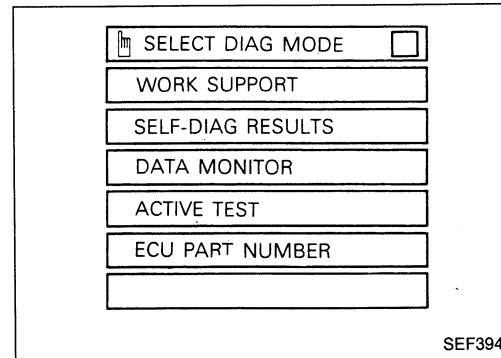 SELECT DIAG MODE
WORK SUPPORT
SELF-DIAG RESULTS
DATA MONITOR
ACTIVE TEST
ECU PART NUMBER
SEF394